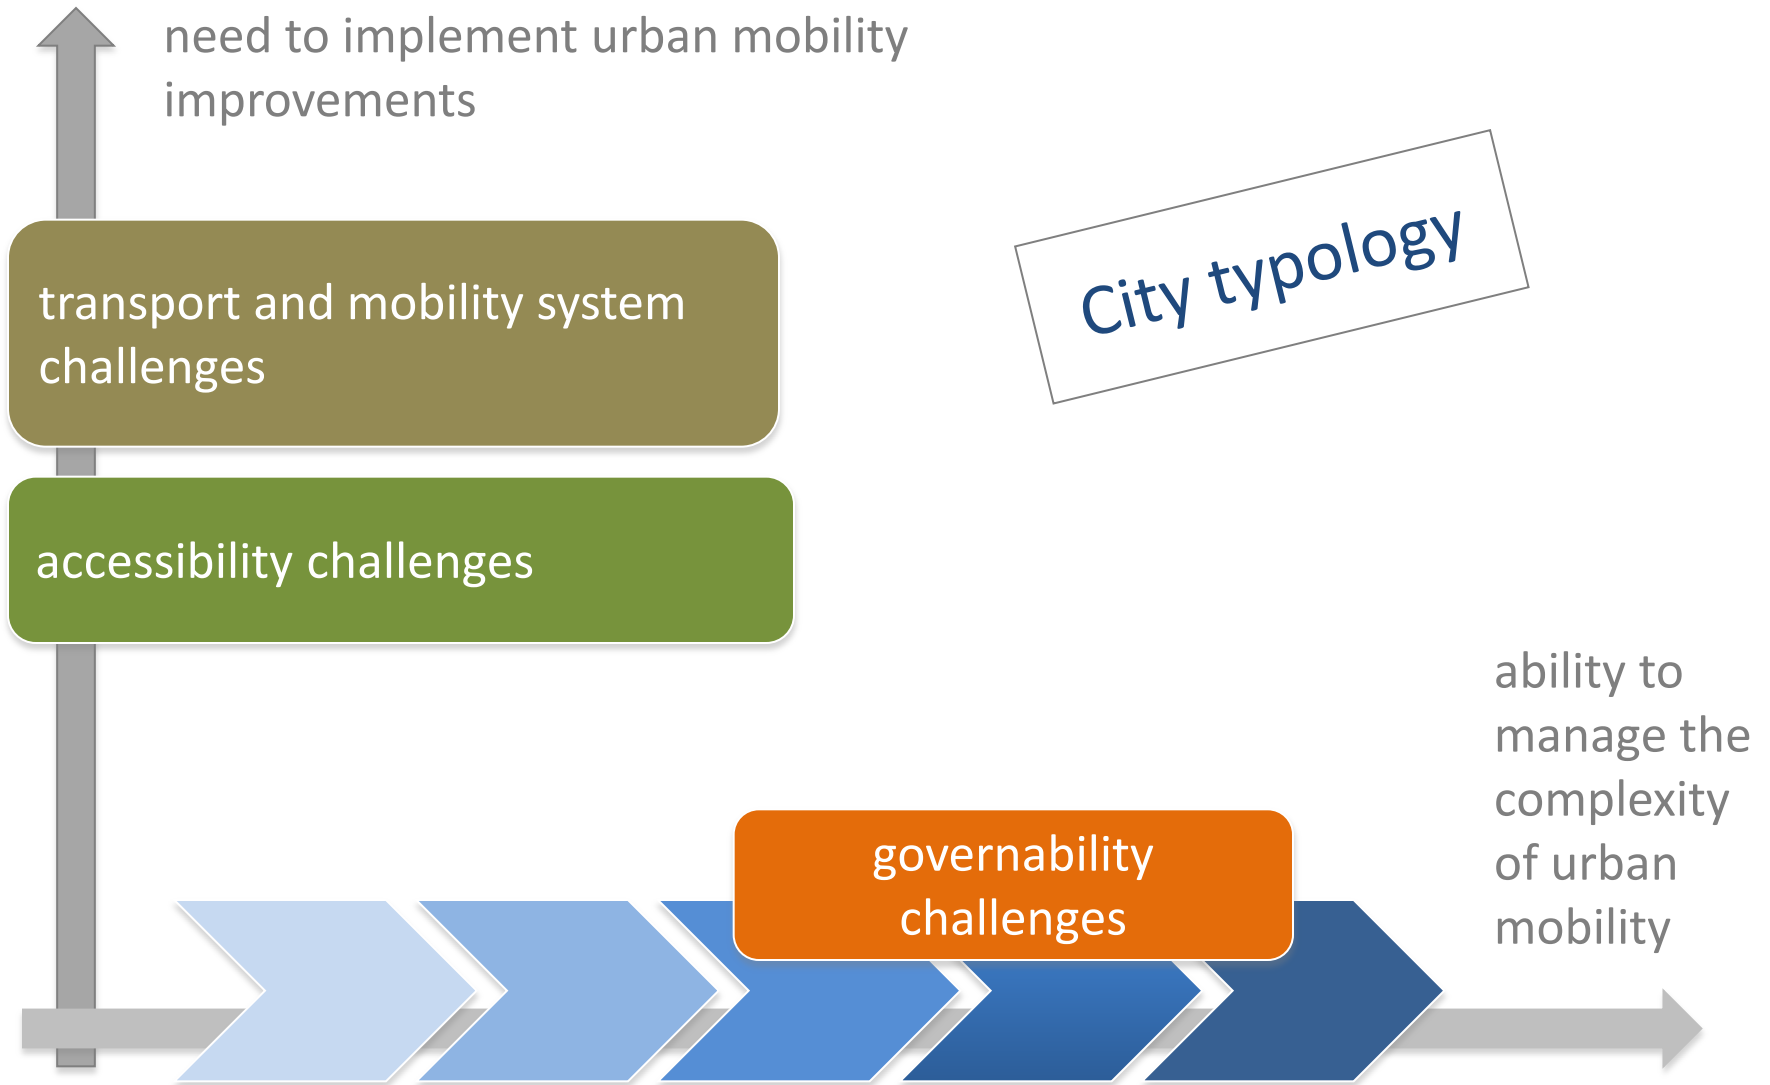 need to implement urban mobility
improvements
City typology
transport and mobility system
challenges
accessibility challenges
ability to
manage the
complexity
of urban
mobility
governability
challenges